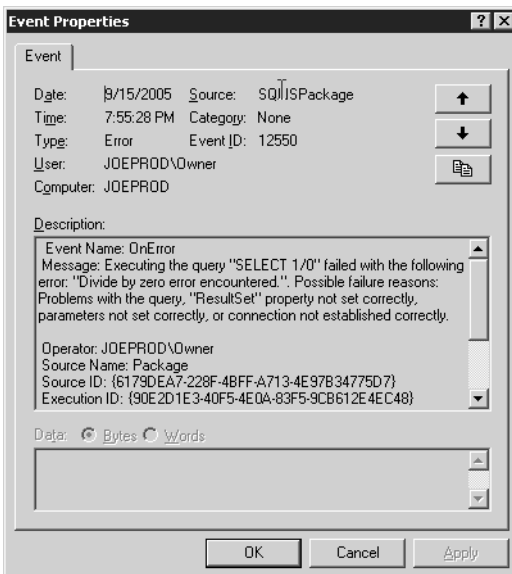 Event Properties
Event
Date: 9/15/2005 Source: SQLISPackage
Time: 7:55:28 PM Category: None
Type: Error Event ID: 12550
User: JOEPROD\Owner
Computer: JOEPROD
Description:
Event Name: OnError
Message: Executing the query "SELECT 1/0" failed with the following
error: "Divide by zero error encountered.". Possible failure reasons:
Problems with the query, "ResultSet" property not set correctly,
parameters not set correctly, or connection not established correctly.
Operator: JOEPROD\Owner
Source Name: Package
Source ID: {6179DEA7-228F-4BFF-A713-4E97B34775D7}
Execution ID: {90E2D1E3-40F5-4E0A-83F5-9CB612E4EC48}
Data: Bytes Words
OK Cancel Apply